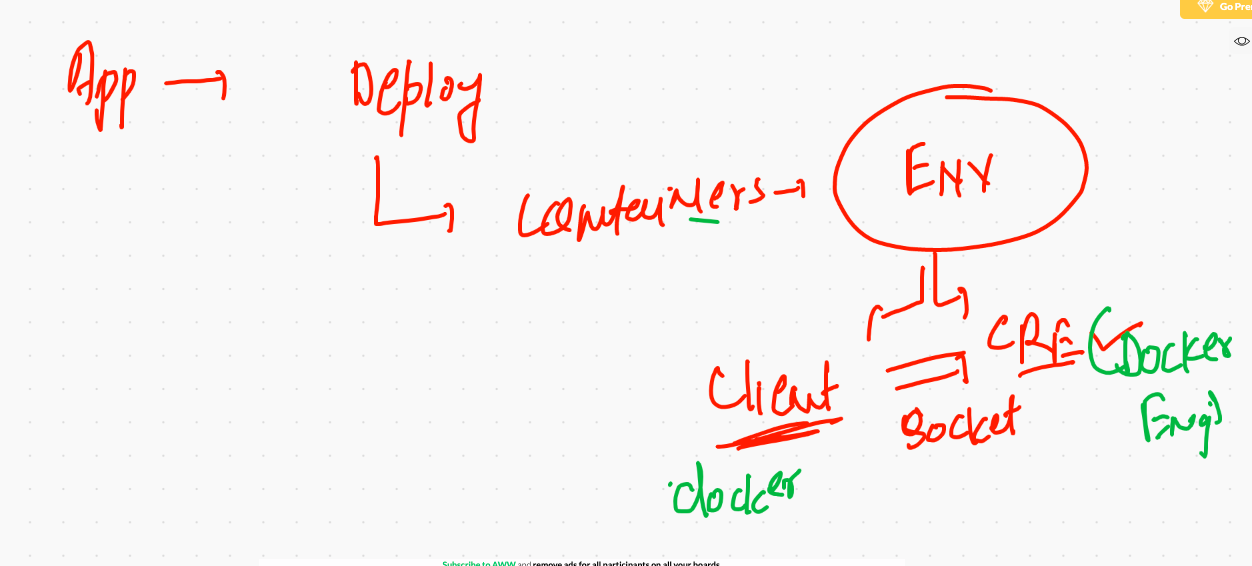 Go Pre
App → Deploy
Containers → ENV
Client Socket CRE (Docker
Eng)
docker
Subscribe to AWW and remove ads for all participants on all your boards